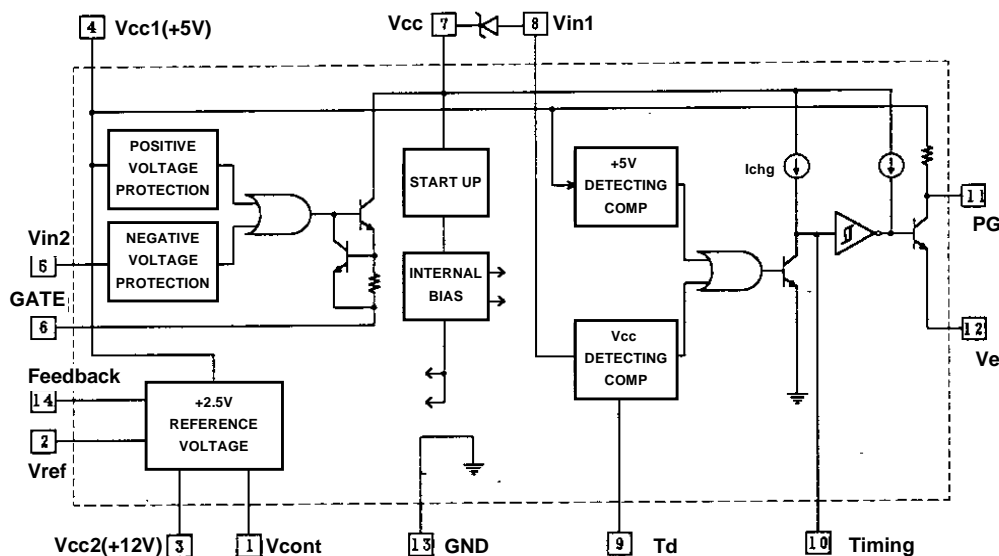 4 Vcc1(+5V) Vcc 7 8 Vin1
POSITIVE
VOLTAGE
PROTECTION
NEGATIVE
VOLTAGE
PROTECTION
Vin2
6
GATE
6
START UP
INTERNAL
BIAS
+5V
DETECTING
COMP
Vcc
DETECTING
COMP
Ichg
11
PG
12
Ve
Feedback
14
2
Vref
+2.5V
REFERENCE
VOLTAGE
Vcc2(+12V) 3 1 Vcont 13 GND 9 Td 10 Timing